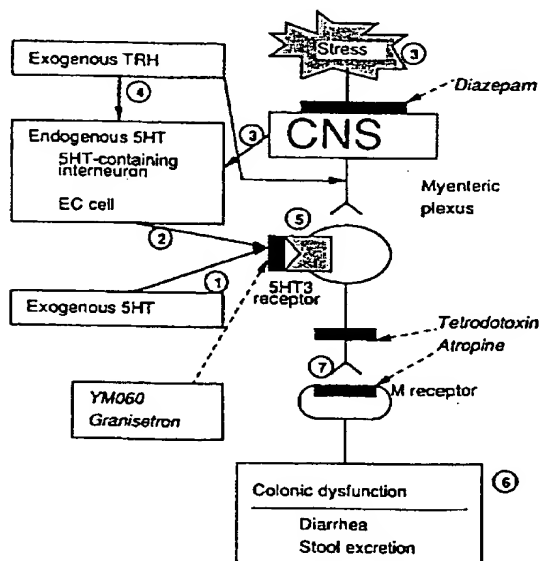 Stress
3
Exogenous TRH
4
Diazepam
3
CNS
Endogenous 5HT
5HT-containing
interneuron
EC cell
Myenteric
plexus
5
2
1
5HT3
receptor
Exogenous 5HT
Tetrodotoxin
Atropine
7
M receptor
YM060
Granisetron
6
Colonic dysfunction
Diarrhea
Stool excretion